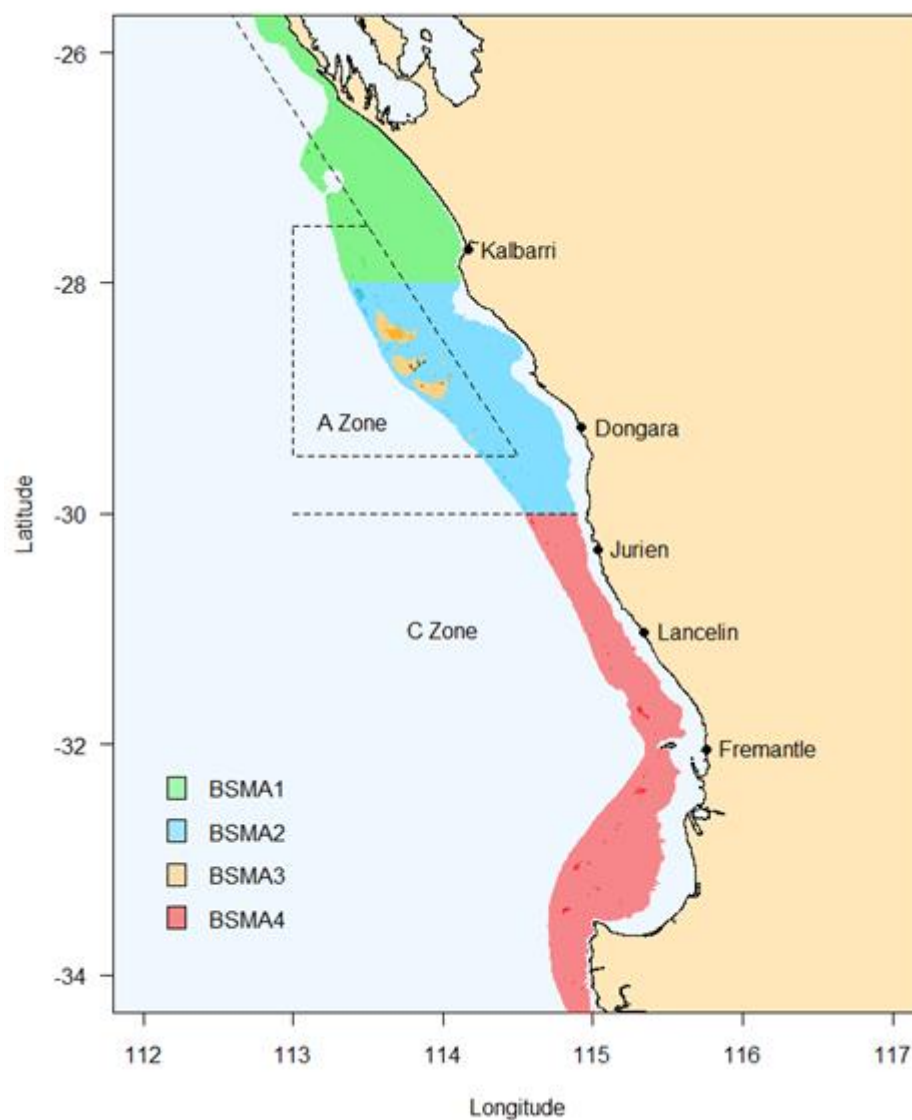 -26
Kalbarri
-28
A Zone
Dongara
-30
Jurien
C Zone
Lancelin
-32
Fremantle
BSMA1
BSMA2
BSMA3
BSMA4
-34
Latitude
112 113 114 115 116 117
Longitude